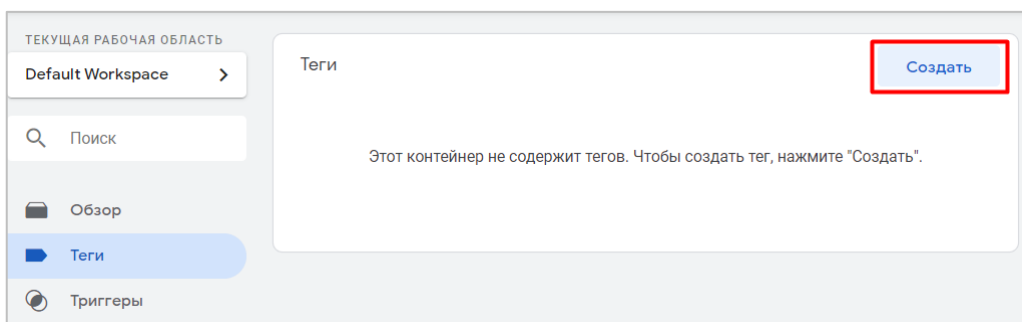 ТЕКУЩАЯ РАБОЧАЯ ОБЛАСТЬ
Default Workspace
Поиск
Обзор
Теги
Триггеры
Теги
Создать
Этот контейнер не содержит тегов. Чтобы создать тег, нажмите "Создать".